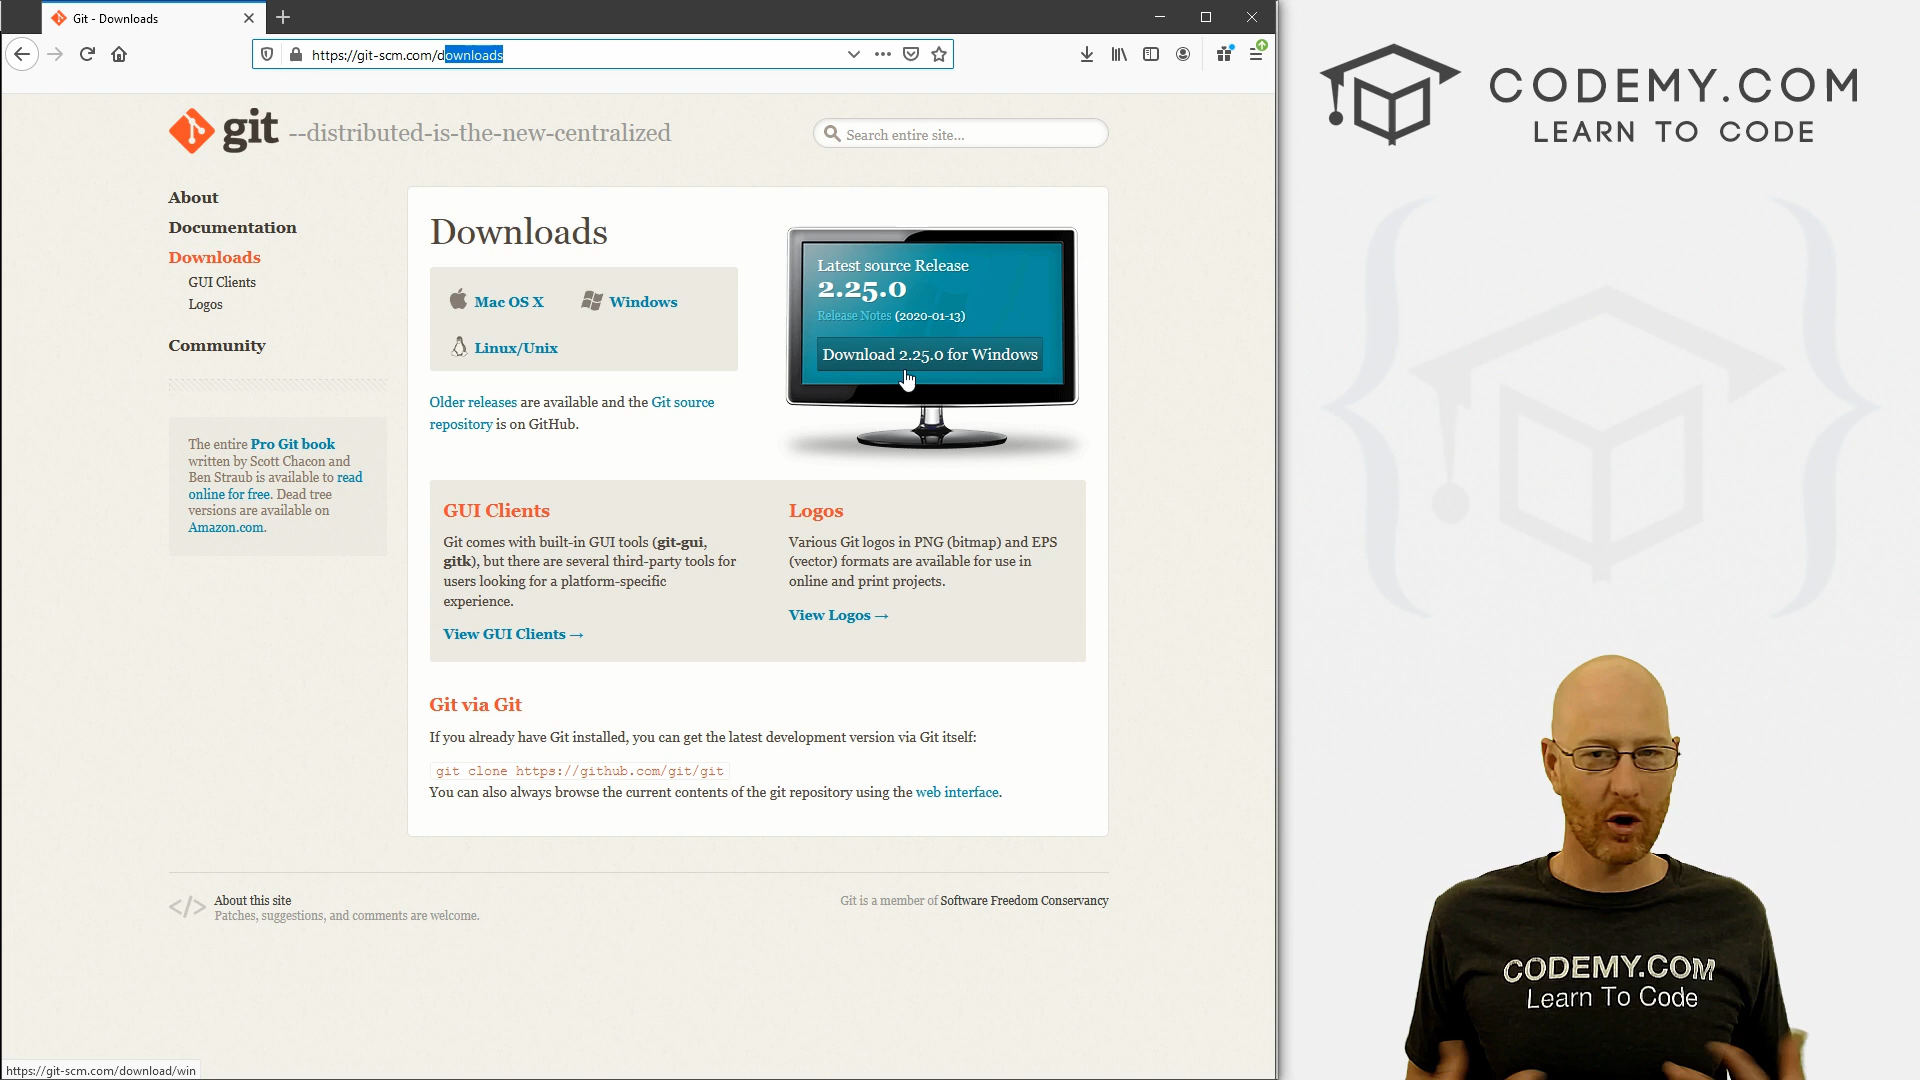 Git - Downloads
https://git-scm.com/downloads
git --distributed-is-the-new-centralized
Search entire site...
About
Documentation
Downloads
GUI Clients
Logos
Community
The entire Pro Git book
written by Scott Chacon and
Ben Straub is available to read
online for free. Dead tree
versions are available on
Amazon.com.
Downloads
Mac OS X
Windows
Linux/Unix
Older releases are available and the Git source
repository is on GitHub.
Latest source Release
2.25.0
Release Notes (2020-01-13)
Download 2.25.0 for Windows
GUI Clients
Git comes with built-in GUI tools (git-gui,
gitk), but there are several third-party tools for
users looking for a platform-specific
experience.
View GUI Clients →
Logos
Various Git logos in PNG (bitmap) and EPS
(vector) formats are available for use in
online and print projects.
View Logos →
Git via Git
If you already have Git installed, you can get the latest development version via Git itself:
git clone https://github.com/git/git
You can also always browse the current contents of the git repository using the web interface.
</> About this site
Patches, suggestions, and comments are welcome.
Git is a member of Software Freedom Conservancy
https://git-scm.com/download/win
CODEMY.COM
LEARN TO CODE
CODEMY.COM
Learn To Code